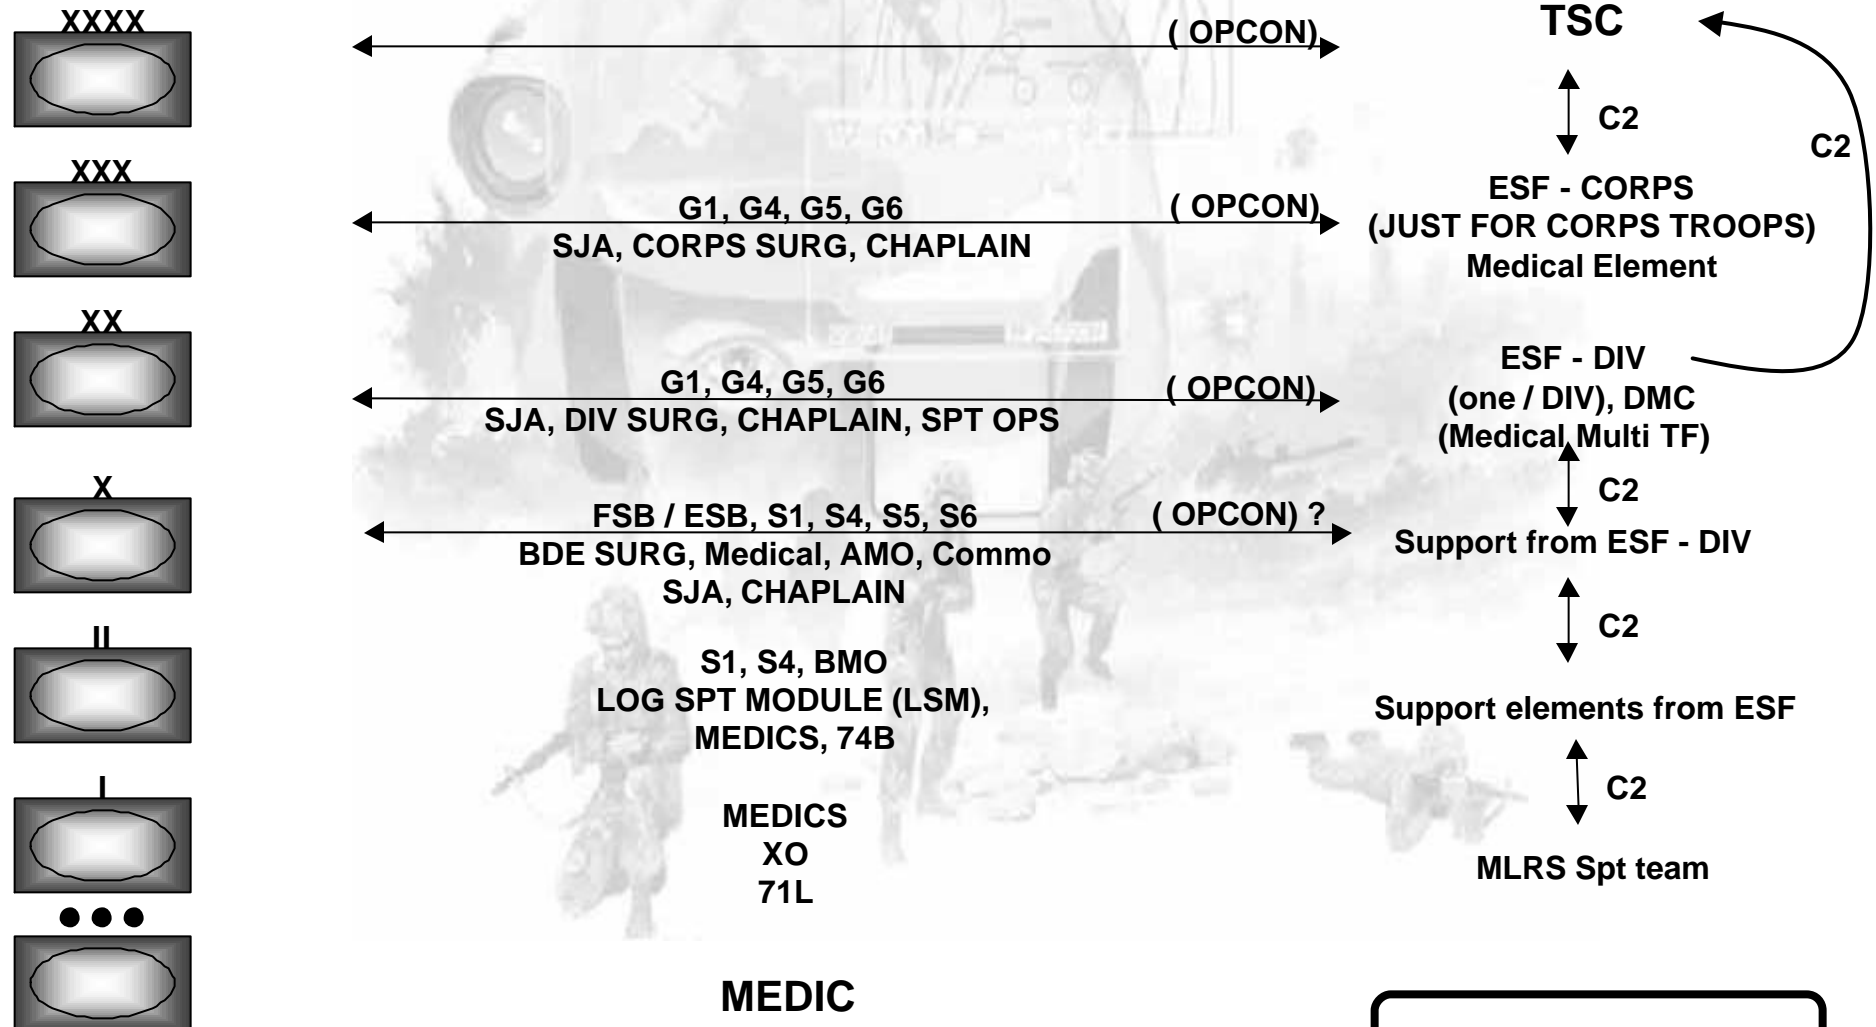 XXXX
( OPCON)
TSC
C2
C2
XXX
G1, G4, G5, G6
( OPCON)
SJA, CORPS SURG, CHAPLAIN
ESF - CORPS
(JUST FOR CORPS TROOPS)
Medical Element
XX
G1, G4, G5, G6
( OPCON)
SJA, DIV SURG, CHAPLAIN, SPT OPS
ESF - DIV
(one / DIV), DMC
(Medical Multi TF)
C2
X
FSB / ESB, S1, S4, S5, S6
( OPCON) ?
BDE SURG, Medical, AMO, Commo
SJA, CHAPLAIN
Support from ESF - DIV
C2
II
S1, S4, BMO
LOG SPT MODULE (LSM),
MEDICS, 74B
Support elements from ESF
C2
I
MEDICS
XO
71L
MLRS Spt team
●●●
MEDIC